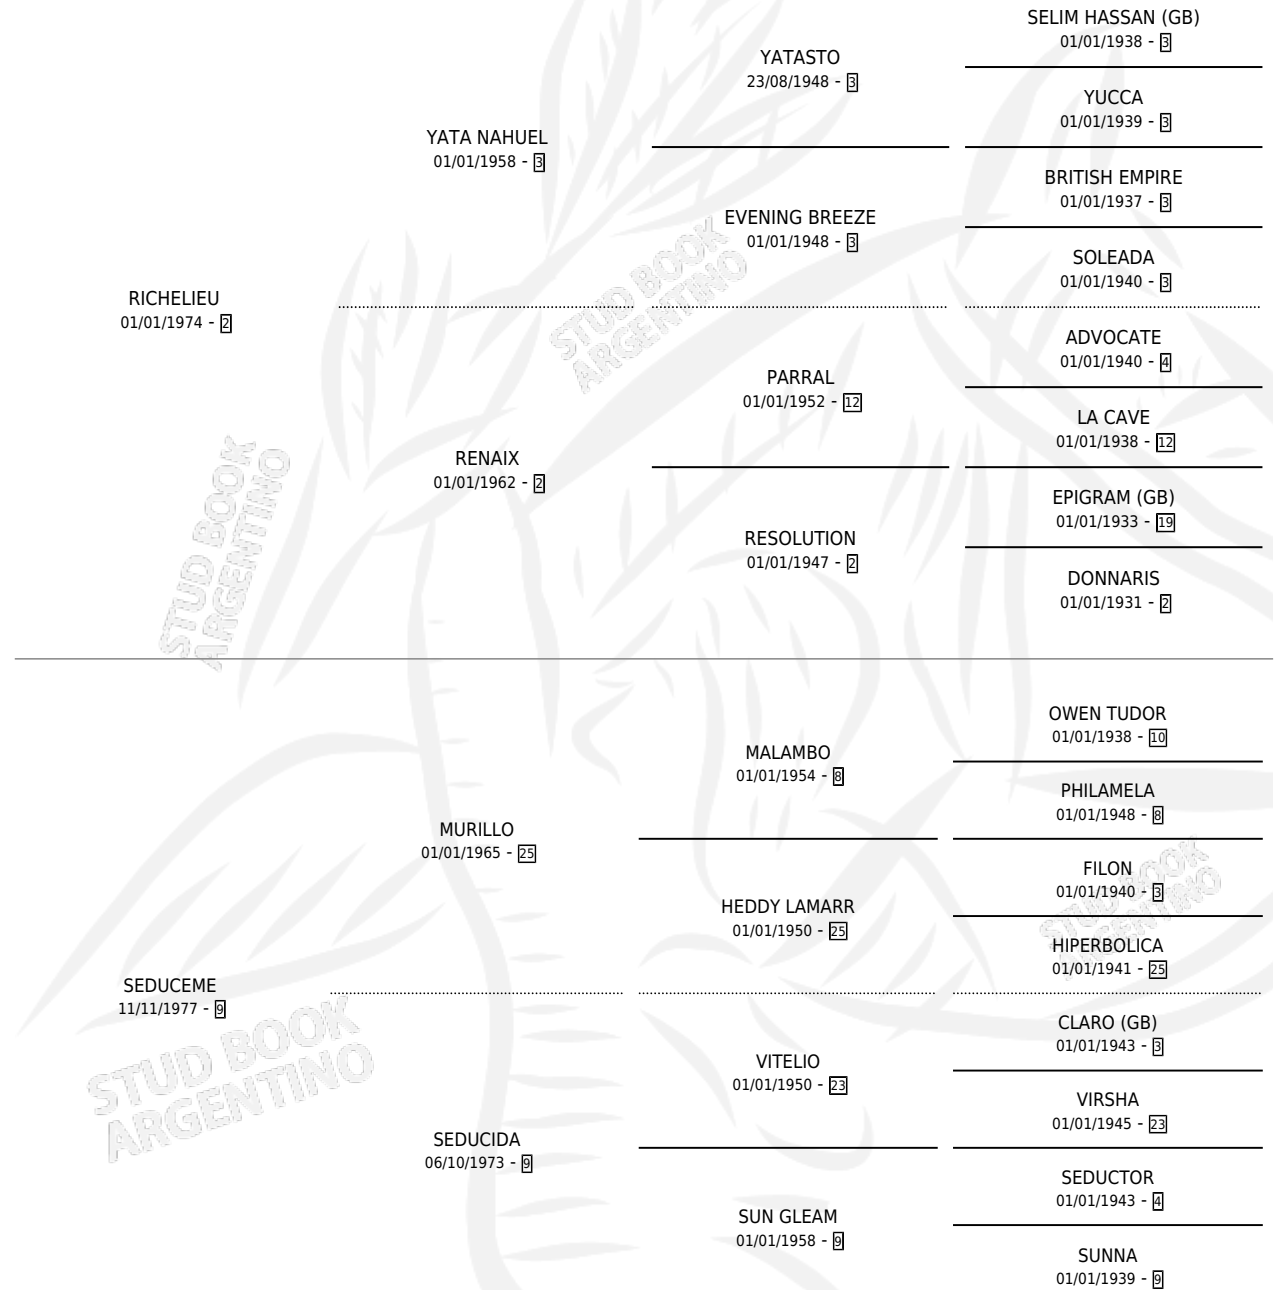 SELIM HASSAN (GB)
01/01/1938 - 3
YATASTO
23/08/1948 - 3
YUCCA
01/01/1939 - 3
YATA NAHUEL
01/01/1958 - 3
BRITISH EMPIRE
01/01/1937 - 3
EVENING BREEZE
01/01/1948 - 3
SOLEADA
01/01/1940 - 3
RICHELIEU
01/01/1974 - 2
ADVOCATE
01/01/1940 - 4
PARRAL
01/01/1952 - 12
LA CAVE
01/01/1938 - 12
RENAIX
01/01/1962 - 2
EPIGRAM (GB)
01/01/1933 - 19
RESOLUTION
01/01/1947 - 2
DONNARIS
01/01/1931 - 2
OWEN TUDOR
01/01/1938 - 10
MALAMBO
01/01/1954 - 8
PHILAMELA
01/01/1948 - 8
MURILLO
01/01/1965 - 25
FILON
01/01/1940 - 3
HEDDY LAMARR
01/01/1950 - 25
HIPERBOLICA
01/01/1941 - 25
SEDUCEME
11/11/1977 - 9
CLARO (GB)
01/01/1943 - 3
VITELIO
01/01/1950 - 23
VIRSHA
01/01/1945 - 23
SEDUCIDA
06/10/1973 - 9
SEDUCTOR
01/01/1943 - 4
SUN GLEAM
01/01/1958 - 9
SUNNA
01/01/1939 - 9
STUD BOOK
ARGENTINO
STUD BOOK
ARGENTINO
STUD BOOK
ARGENTINO
STUD BOOK
ARGENTINO